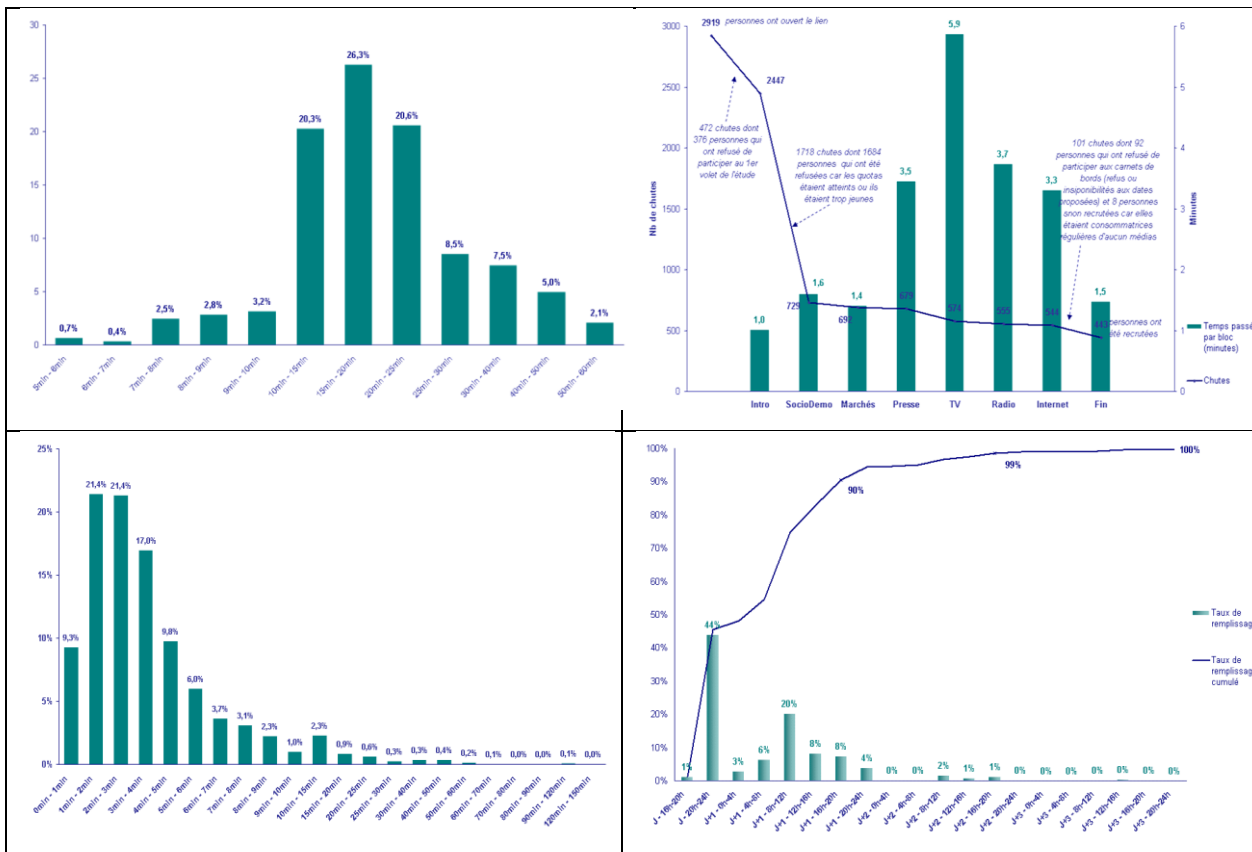 30
25
20
15
10
5
0
0,7%
0,4%
2,5%
2,8%
3,2%
20,3%
26,3%
20,6%
8,5%
7,5%
5,0%
2,1%
5min - 6min
6min - 7min
7min - 8min
8min - 9min
9min - 10min
10min - 15min
15min - 20min
20min - 25min
25min - 30min
30min - 40min
40min - 50min
50min - 60min
3000
2500
2000
1500
1000
500
0
Nb de chutes
2919 personnes ont ouvert le lien
2447
472 chutes dont
376 personnes qui
ont refusé de
participer au 1er
volet de l'étude
1718 chutes dont 1684
personnes qui ont été
refusées car les quotas
étaient atteints ou ils
étaient trop jeunes
101 chutes dont 92
personnes qui ont refusé de
participer aux carnets de
bords (refus ou
insiponibilités aux dates
proposées) et 8 personnes
snon recrutées car elles
étaient consommatrices
régulières d'aucun médias
1,0
1,6
1,4
3,5
5,9
3,7
3,3
1,5
729
679
574
555
544
443
personnes ont
été recrutées
Intro
SocioDemo
Marchés
Presse
TV
Radio
Internet
Fin
6
5
4
3
2
1
0
Minutes
Temps passé
par bloc
(minutes)
Chutes
25%
20%
15%
10%
5%
0%
9,3%
21,4%
21,4%
17,0%
9,8%
6,0%
3,7%
3,1%
2,3%
1,0%
2,3%
0,9%
0,6%
0,3%
0,3%
0,4%
0,2%
0,1%
0,0%
0,0%
0,1%
0,0%
0min - 1min
1min - 2min
2min - 3min
3min - 4min
4min - 5min
5min - 6min
6min - 7min
7min - 8min
8min - 9min
9min - 10min
10min - 15min
15min - 20min
20min - 25min
25min - 30min
30min - 40min
40min - 50min
50min - 60min
60min - 70min
70min - 80min
80min - 90min
90min - 120min
120min - 150min
100%
90%
80%
70%
60%
50%
40%
30%
20%
10%
0%
90%
99%
100%
1%
44%
3%
6%
20%
8%
8%
4%
0%
0%
2%
1%
1%
0%
0%
0%
0%
0%
0%
0%
J - 16h-20h
J - 20h-24h
J+1 - 0h-4h
J+1 - 4h-8h
J+1 - 8h-12h
J+1 - 12h-16h
J+1 - 16h-20h
J+1 - 20h-24h
J+2 - 0h-4h
J+2 - 4h-8h
J+2 - 8h-12h
J+2 - 12h-16h
J+2 - 16h-20h
J+2 - 20h-24h
J+3 - 0h-4h
J+3 - 4h-8h
J+3 - 8h-12h
J+3 - 12h-16h
J+3 - 16h-20h
J+3 - 20h-24h
Taux de
remplissag
Taux de
remplissag
cumulé